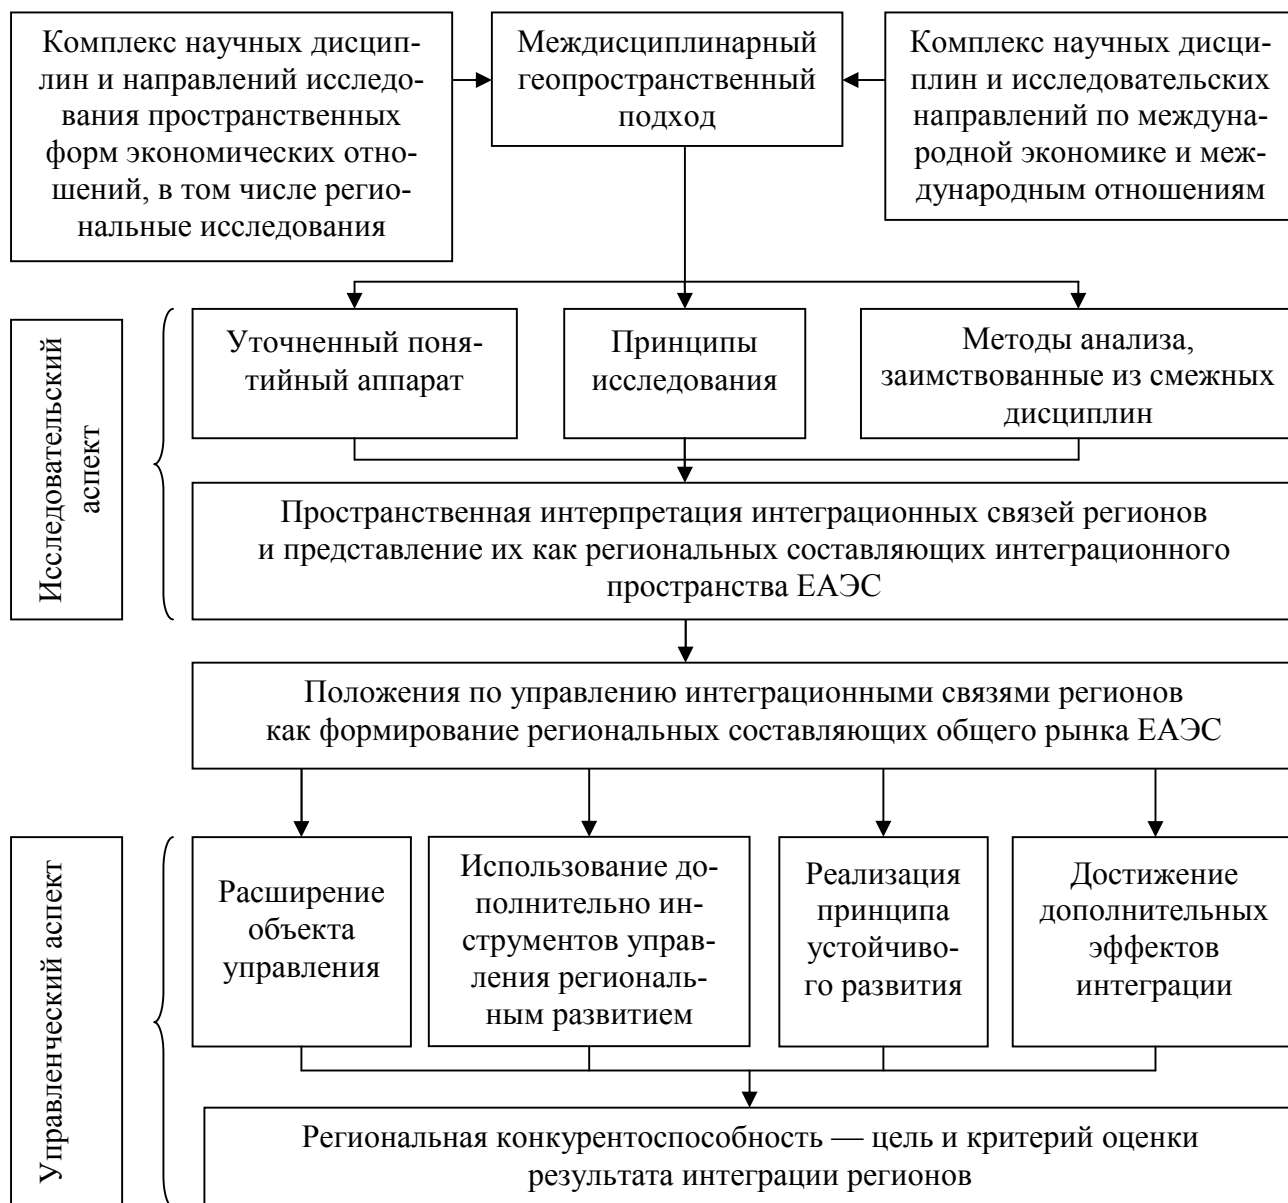 Комплекс научных дисцип-
лин и направлений исследо-
вания пространственных
форм экономических отно-
шений, в том числе регио-
нальные исследования
Междисциплинарный
геопространственный
подход
Комплекс научных дисци-
плин и исследовательских
направлений по междуна-
родной экономике и меж-
дународным отношениям
Исследовательский
аспект
Уточненный поня-
тийный аппарат
Принципы
исследования
Методы анализа,
заимствованные из смежных
дисциплин
Пространственная интерпретация интеграционных связей регионов
и представление их как региональных составляющих интеграционного
пространства ЕАЭС
Положения по управлению интеграционными связями регионов
как формирование региональных составляющих общего рынка ЕАЭС
Управленческий аспект
Расширение
объекта
управления
Использование до-
полнительно ин-
струментов управ-
ления региональ-
ным развитием
Реализация
принципа
устойчиво-
го развития
Достижение
дополнительных
эффектов
интеграции
Региональная конкурентоспособность — цель и критерий оценки
результата интеграции регионов